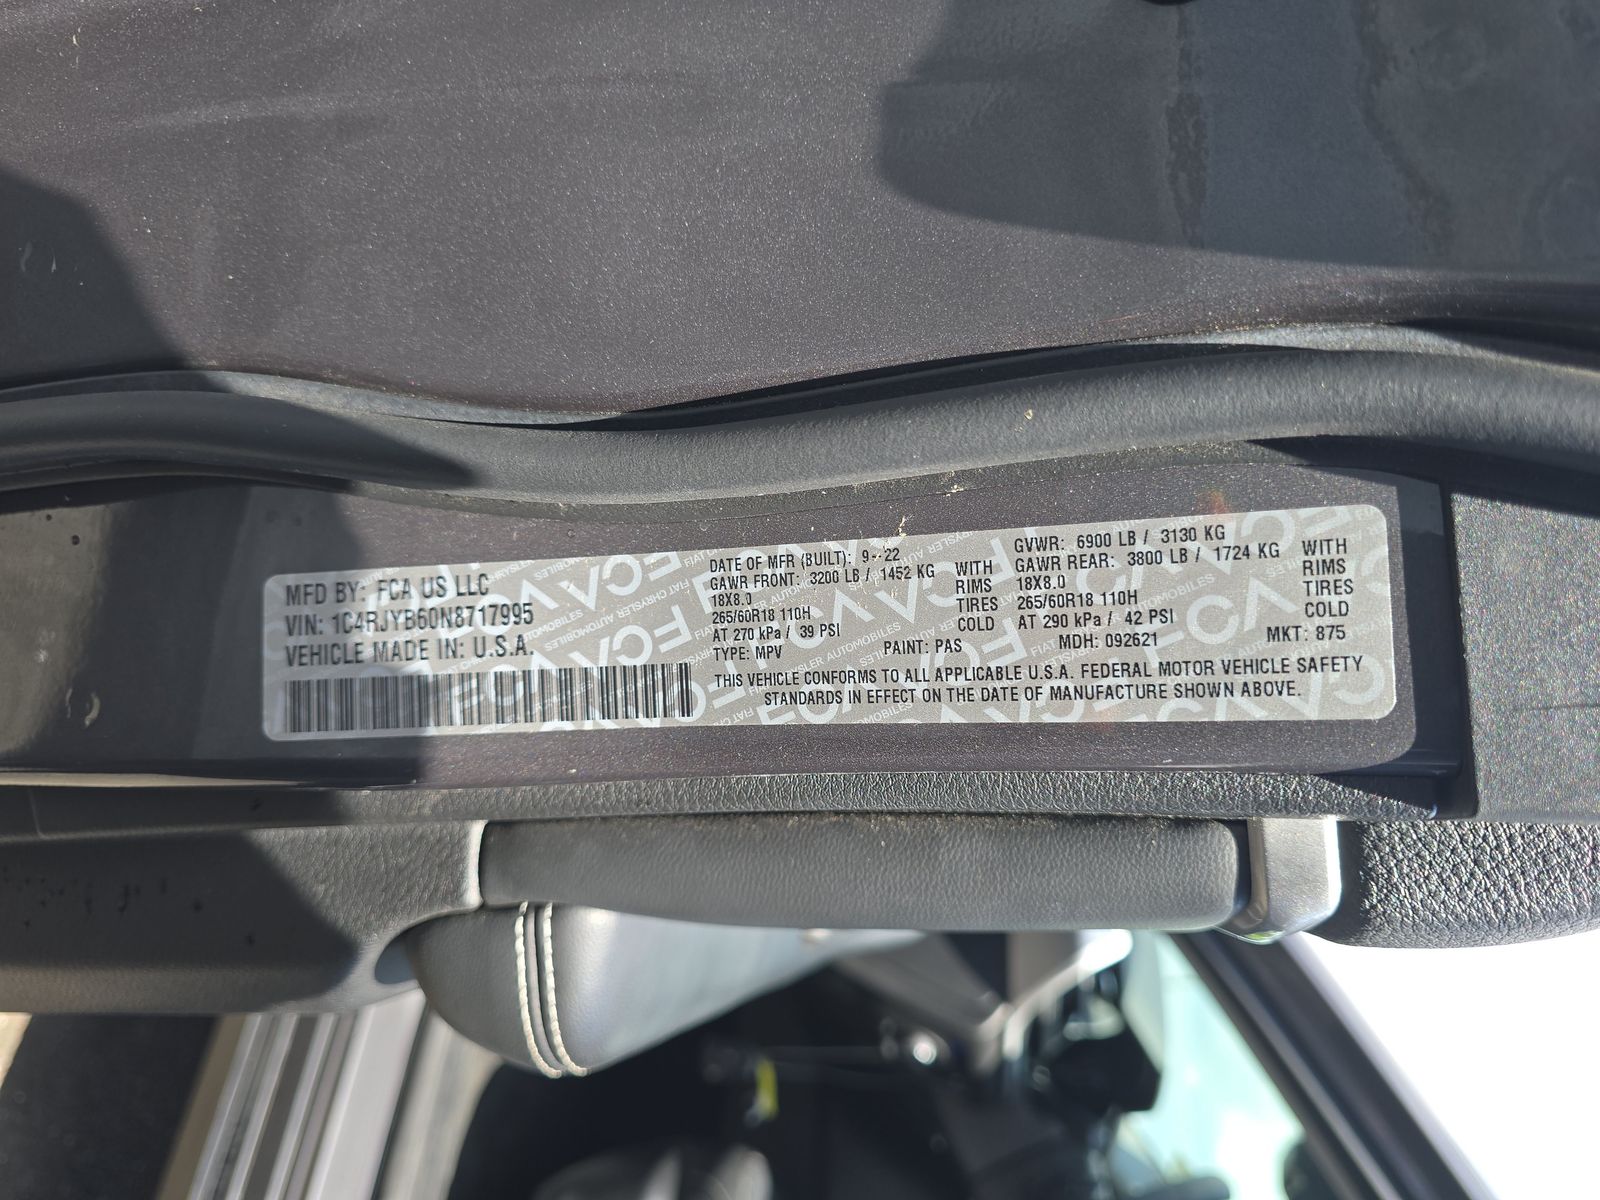 MFD BY: FCA US LLC
VIN: 1C4RJYB60N8717995
VEHICLE MADE IN: U.S.A.
DATE OF MFR (BUILT): 9-22
GAWR FRONT: 3200 LB / 1452 KG WITH
18X8.0 RIMS
265/60R18 110H TIRES
AT 270 kPa / 39 PSI COLD
GVWR: 6900 LB / 3130 KG
GAWR REAR: 3800 LB / 1724 KG WITH
18X8.0 RIMS
265/60R18 110H TIRES
AT 290 kPa / 42 PSI COLD
TYPE: MPV PAINT: PAS MDH: 092621 MKT: 875
THIS VEHICLE CONFORMS TO ALL APPLICABLE U.S.A. FEDERAL MOTOR VEHICLE SAFETY
STANDARDS IN EFFECT ON THE DATE OF MANUFACTURE SHOWN ABOVE.